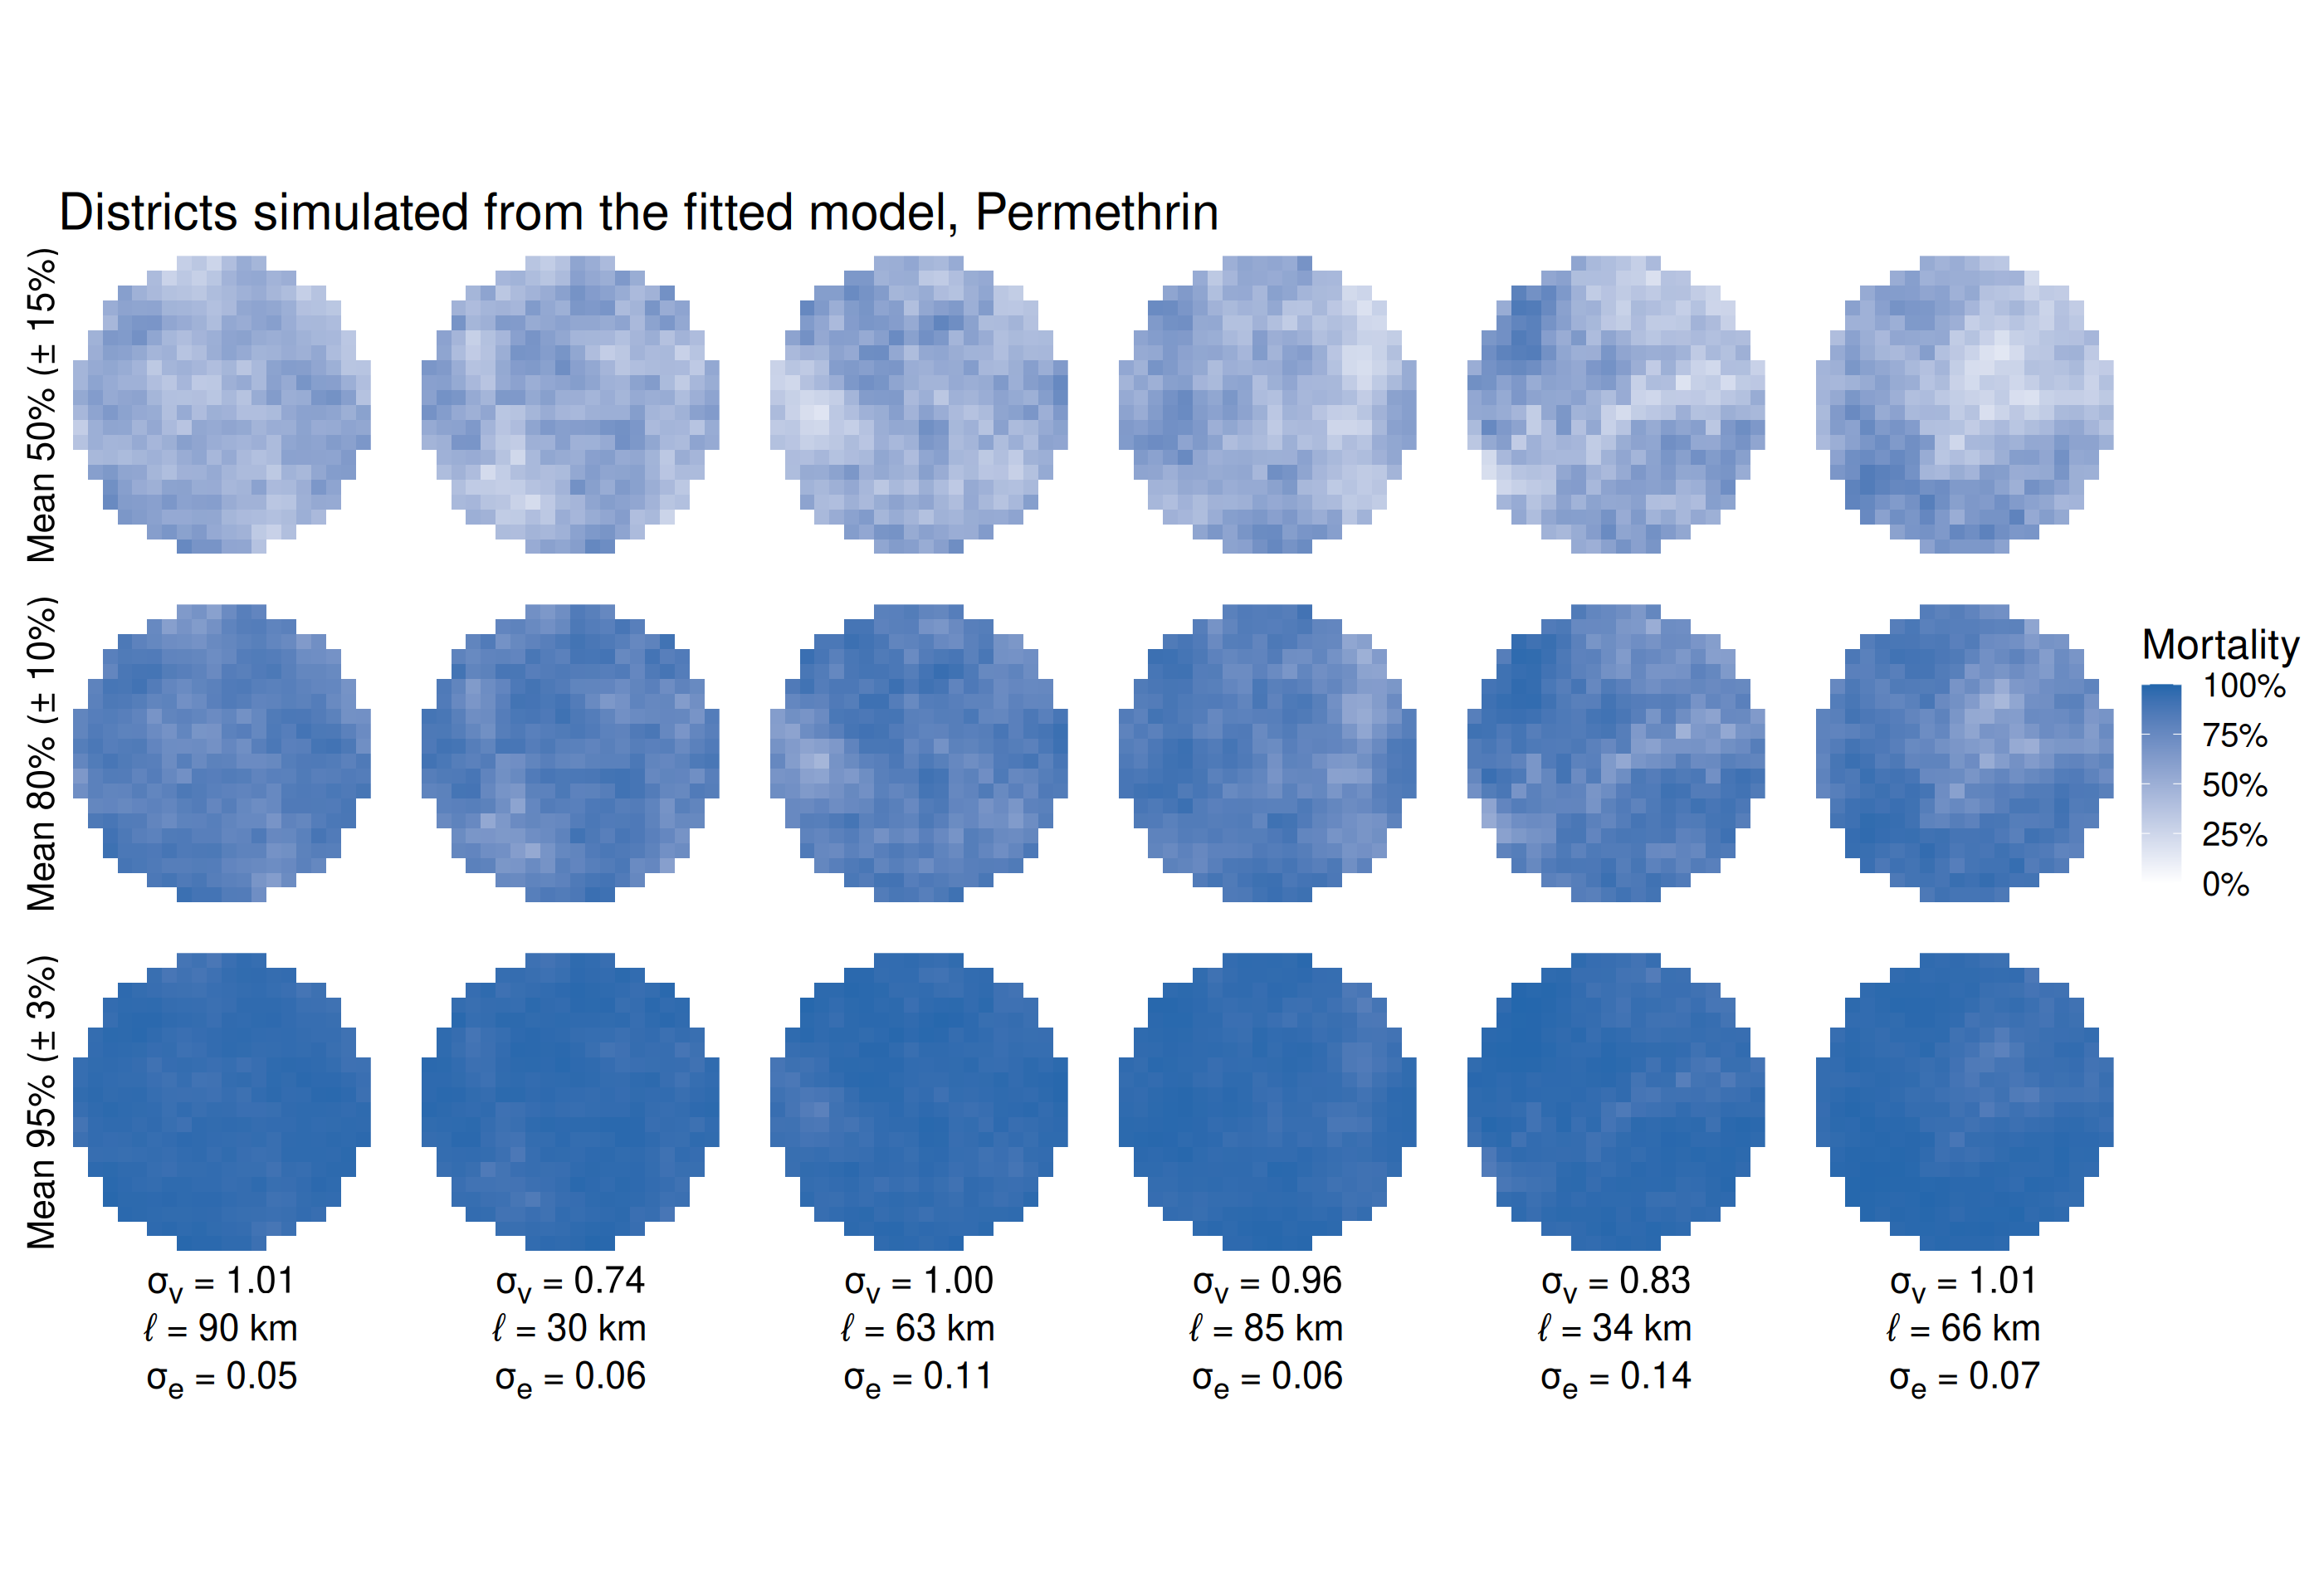 Districts simulated from the fitted model, Permethrin
Mean 50% (± 15%)
Mean 80% (± 10%)
Mean 95% (± 3%)
Mortality
100%
75%
50%
25%
0%
σv = 1.01
ℓ = 90 km
σe = 0.05
σv = 0.74
ℓ = 30 km
σe = 0.06
σv = 1.00
ℓ = 63 km
σe = 0.11
σv = 0.96
ℓ = 85 km
σe = 0.06
σv = 0.83
ℓ = 34 km
σe = 0.14
σv = 1.01
ℓ = 66 km
σe = 0.07